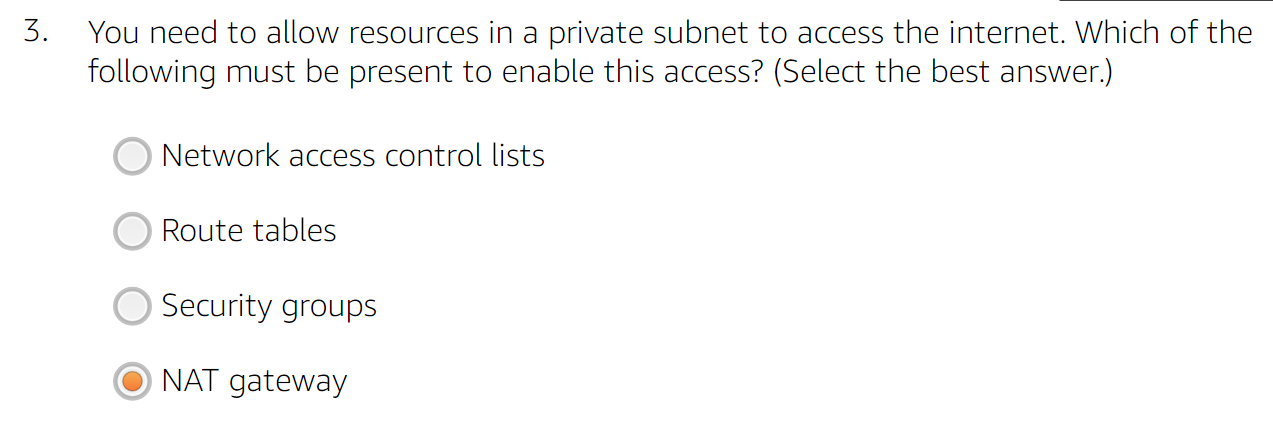 3. You need to allow resources in a private subnet to access the internet. Which of the
following must be present to enable this access? (Select the best answer.)
Network access control lists
Route tables
Security groups
NAT gateway